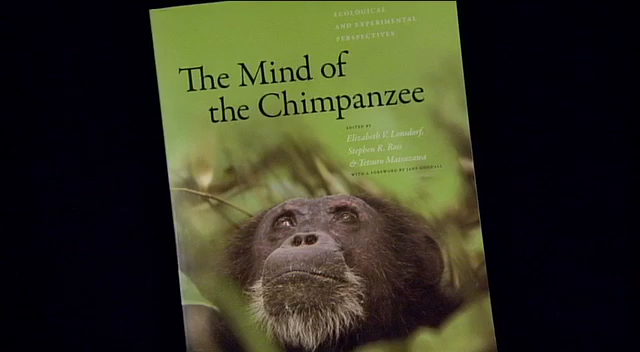 ECOLOGICAL
AND EXPERIMENTAL
PERSPECTIVES
The Mind of
the Chimpanzee
EDITED BY
Elizabeth V. Lonsdorf,
Stephen R. Ross
& Tetsuro Matsuzawa
WITH A FOREWORD BY JANE GOODALL